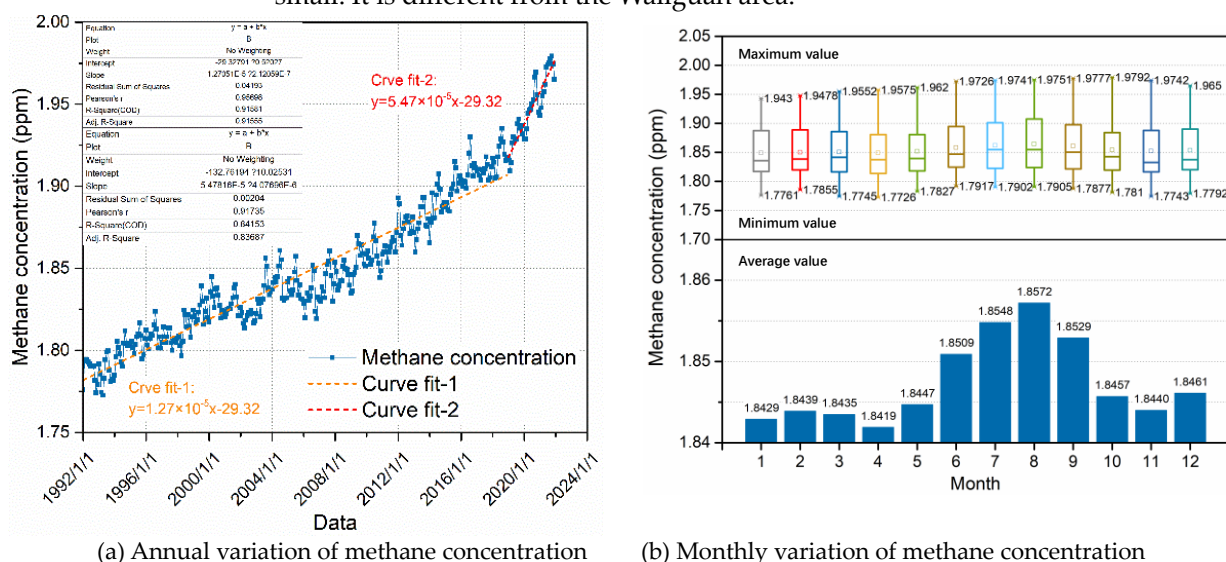 small. It is different from the Waliguan area.
2.00
1.95
1.90
1.85
1.80
1.75
Methane concentration (ppm)
Equation y = a + b*x
Plot B
Weight No Weighting
Intercept
Slope
Residual Sum of Squares 0.04193
Pearson's r
R-Square(COD)
Adj. R-Square
Equation y = a + b*x
Plot B
Weight No Weighting
Intercept
Slope
Residual Sum of Squares 0.00204
Pearson's r 0.91735
R-Square(COD) 0.84153
Adj. R-Square 0.83687
Crve fit-2:
y=5.47×10-5x-29.32
Crve fit-1:
y=1.27×10-5x-29.32
Methane concentration
Curve fit-1
Curve fit-2
1992/1/1 1996/1/1 2000/1/1 2004/1/1 2008/1/1 2012/1/1 2016/1/1 2020/1/1 2024/1/1
Data
(a) Annual variation of methane concentration
2.05
2.00
1.95
1.90
1.85
1.80
1.75
1.70
1.86
1.85
1.84
Methane concentration (ppm)
Maximum value
1.943 1.9478 1.9552 1.9575 1.962 1.9726 1.9741 1.9751 1.9777 1.9792 1.9742 1.965
1.7761 1.7855 1.7745 1.7726 1.7827 1.7917 1.7902 1.7905 1.7877 1.781 1.7743 1.7792
Minimum value
Average value
1.8429 1.8439 1.8435 1.8419 1.8447 1.8509 1.8548 1.8572 1.8529 1.8457 1.8440 1.8461
1 2 3 4 5 6 7 8 9 10 11 12
Month
(b) Monthly variation of methane concentration